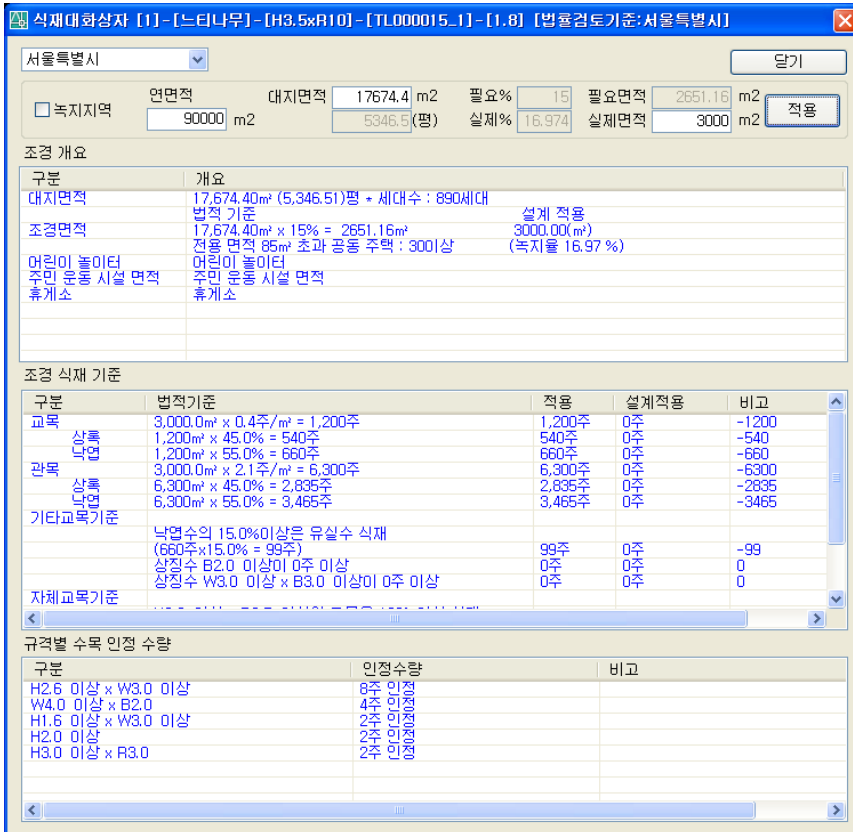 식재대화상자 [1]-[느티나무]-[H3.5xR10]-[TL000015_1]-[1.8] [법률검토기준:서울특별시]
서울특별시 닫기
녹지지역 연면적 90000 m2 대지면적 17674.4 m2 필요% 15 필요면적 2651.16 m2 적용
5346.5 (평) 실제% 16.974 실제면적 3000 m2
조경 개요
구분 개요
대지면적 17,674.40㎡ (5,346.51)평 * 세대수 : 890세대
법적 기준 설계 적용
조경면적 17,674.40㎡ x 15% = 2651.16㎡ 3000.00(㎡)
전용 면적 85㎡ 초과 공동 주택 : 300이상 (녹지율 16.97 %)
어린이 놀이터 어린이 놀이터
주민 운동 시설 면적 주민 운동 시설 면적
휴게소 휴게소
조경 식재 기준
구분 법적기준 적용 설계적용 비고
교목 3,000.0㎡ x 0.4주/㎡ = 1,200주 1,200주 0주 -1200
상록 1,200㎡ x 45.0% = 540주 540주 0주 -540
낙엽 1,200㎡ x 55.0% = 660주 660주 0주 -660
관목 3,000.0㎡ x 2.1주/㎡ = 6,300주 6,300주 0주 -6300
상록 6,300㎡ x 45.0% = 2,835주 2,835주 0주 -2835
낙엽 6,300㎡ x 55.0% = 3,465주 3,465주 0주 -3465
기타교목기준
낙엽수의 15.0%이상은 유실수 식재
(660주x15.0% = 99주) 99주 0주 -99
상징수 B2.0 이상이 0주 이상 0주 0주 0
상징수 W3.0 이상 x B3.0 이상이 0주 이상 0주 0주 0
자체교목기준
규격별 수목 인정 수량
구분 인정수량 비고
H2.6 이상 x W3.0 이상 8주 인정
W4.0 이상 x B2.0 4주 인정
H1.6 이상 x W3.0 이상 2주 인정
H2.0 이상 2주 인정
H3.0 이상 x R3.0 2주 인정